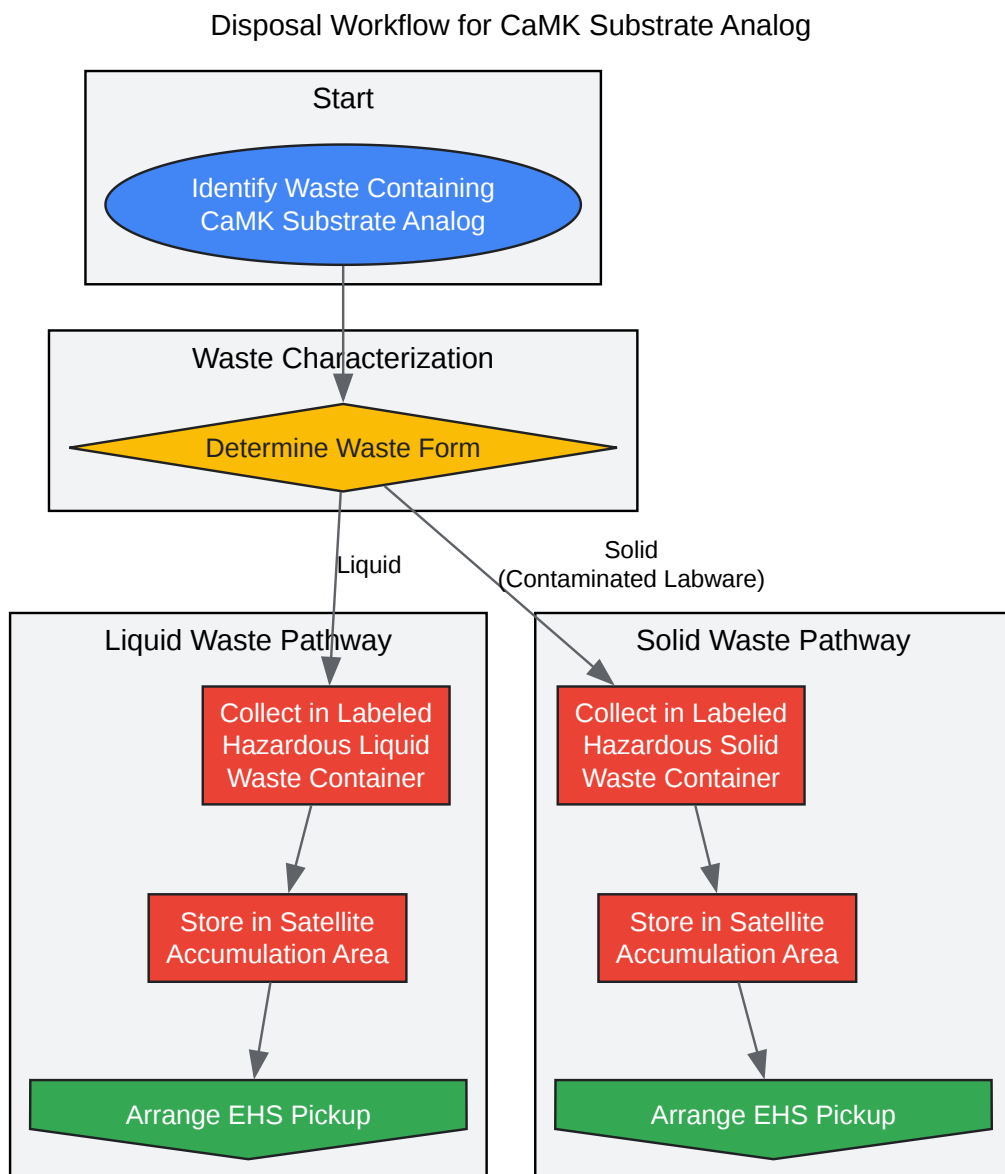 Disposal Workflow for CaMK Substrate Analog
Start
Identify Waste Containing
CaMK Substrate Analog
Waste Characterization
Determine Waste Form
Liquid
Solid
(Contaminated Labware)
Liquid Waste Pathway
Collect in Labeled
Hazardous Liquid
Waste Container
Store in Satellite
Accumulation Area
Arrange EHS Pickup
Solid Waste Pathway
Collect in Labeled
Hazardous Solid
Waste Container
Store in Satellite
Accumulation Area
Arrange EHS Pickup